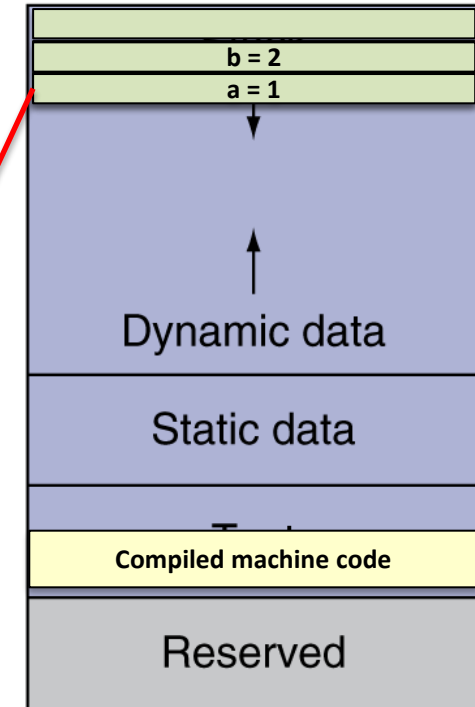 b = 2
a = 1
Dynamic data
Static data
Compiled machine code
Reserved